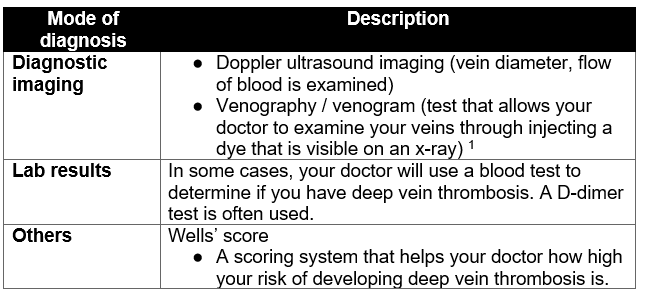 Mode of diagnosis
Description
Diagnostic imaging
● Doppler ultrasound imaging (vein diameter, flow
of blood is examined)
● Venography / venogram (test that allows your
doctor to examine your veins through injecting a
dye that is visible on an x-ray) 1
Lab results
In some cases, your doctor will use a blood test to
determine if you have deep vein thrombosis. A D-dimer
test is often used.
Others
Wells’ score
● A scoring system that helps your doctor how high
your risk of developing deep vein thrombosis is.